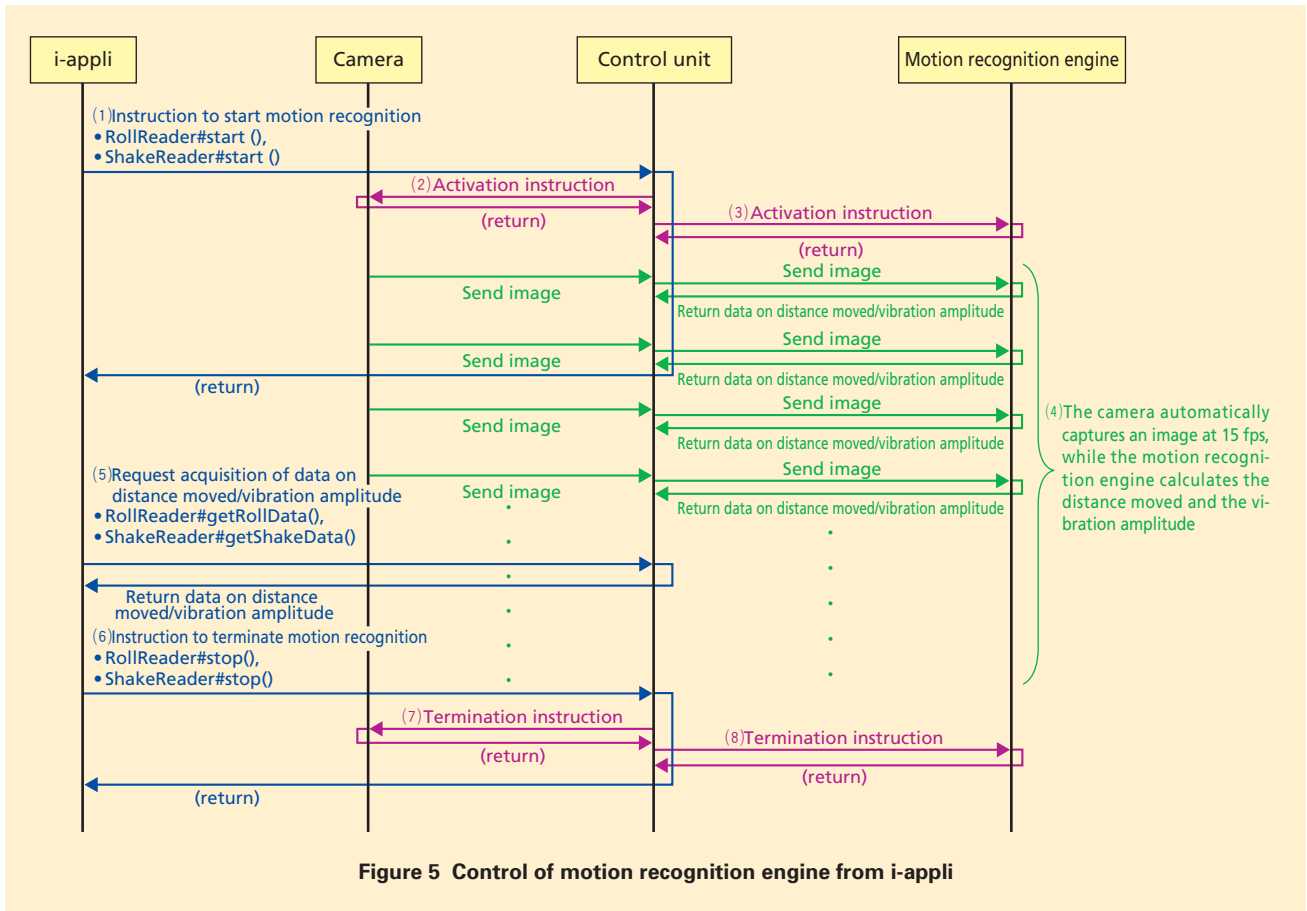 i-appli
Camera
Control unit
Motion recognition engine
(1)Instruction to start motion recognition
• RollReader#start (),
• ShakeReader#start ()
(2)Activation instruction
(return)
(3)Activation instruction
(return)
Send image
Send image
Return data on distance moved/vibration amplitude
Send image
Send image
Return data on distance moved/vibration amplitude
(return)
Send image
Send image
Return data on distance moved/vibration amplitude
(4)The camera automatically
captures an image at 15 fps,
while the motion recogni-
tion engine calculates the
distance moved and the vi-
bration amplitude
(5)Request acquisition of data on
distance moved/vibration amplitude
• RollReader#getRollData(),
• ShakeReader#getShakeData()
Send image
Send image
Return data on distance moved/vibration amplitude
Return data on distance
moved/vibration amplitude
(6)Instruction to terminate motion recognition
• RollReader#stop(),
• ShakeReader#stop()
(7)Termination instruction
(return)
(8)Termination instruction
(return)
(return)
Figure 5 Control of motion recognition engine from i-appli